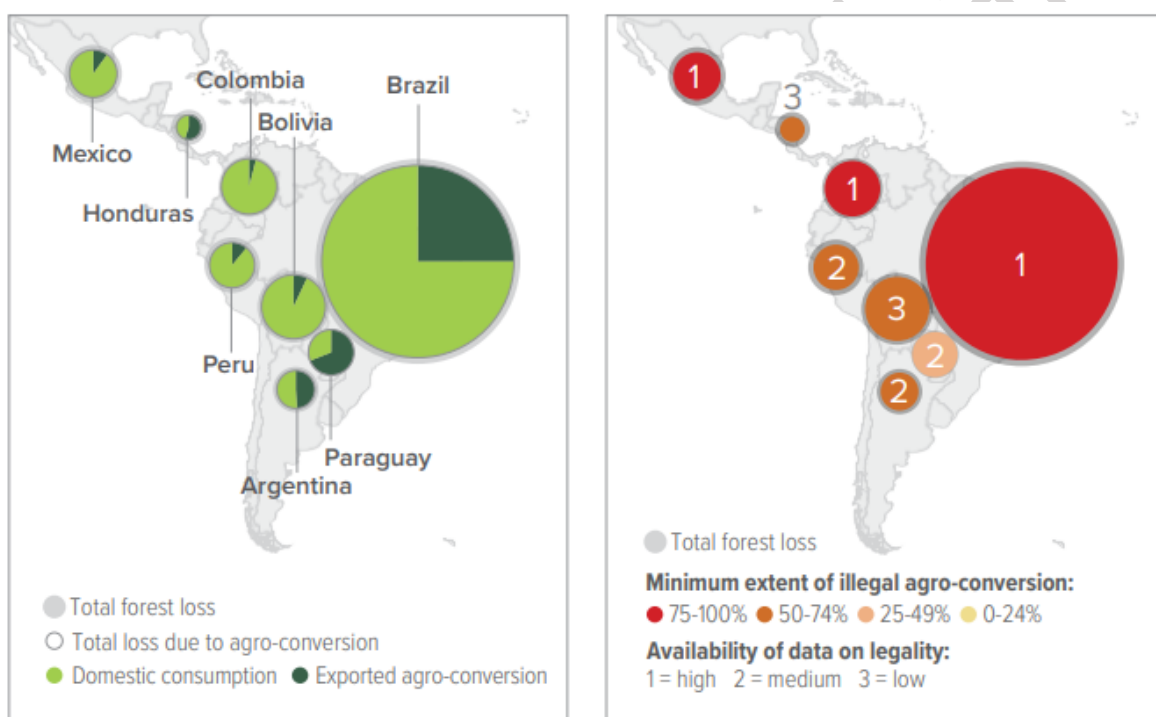 Colombia
Brazil
Bolivia
Mexico
Honduras
Peru
Paraguay
Argentina
Total forest loss
Total loss due to agro-conversion
Domestic consumption Exported agro-conversion
1
3
1
2
1
3
2
2
Total forest loss
Minimum extent of illegal agro-conversion:
75-100% 50-74% 25-49% 0-24%
Availability of data on legality:
1 = high 2 = medium 3 = low